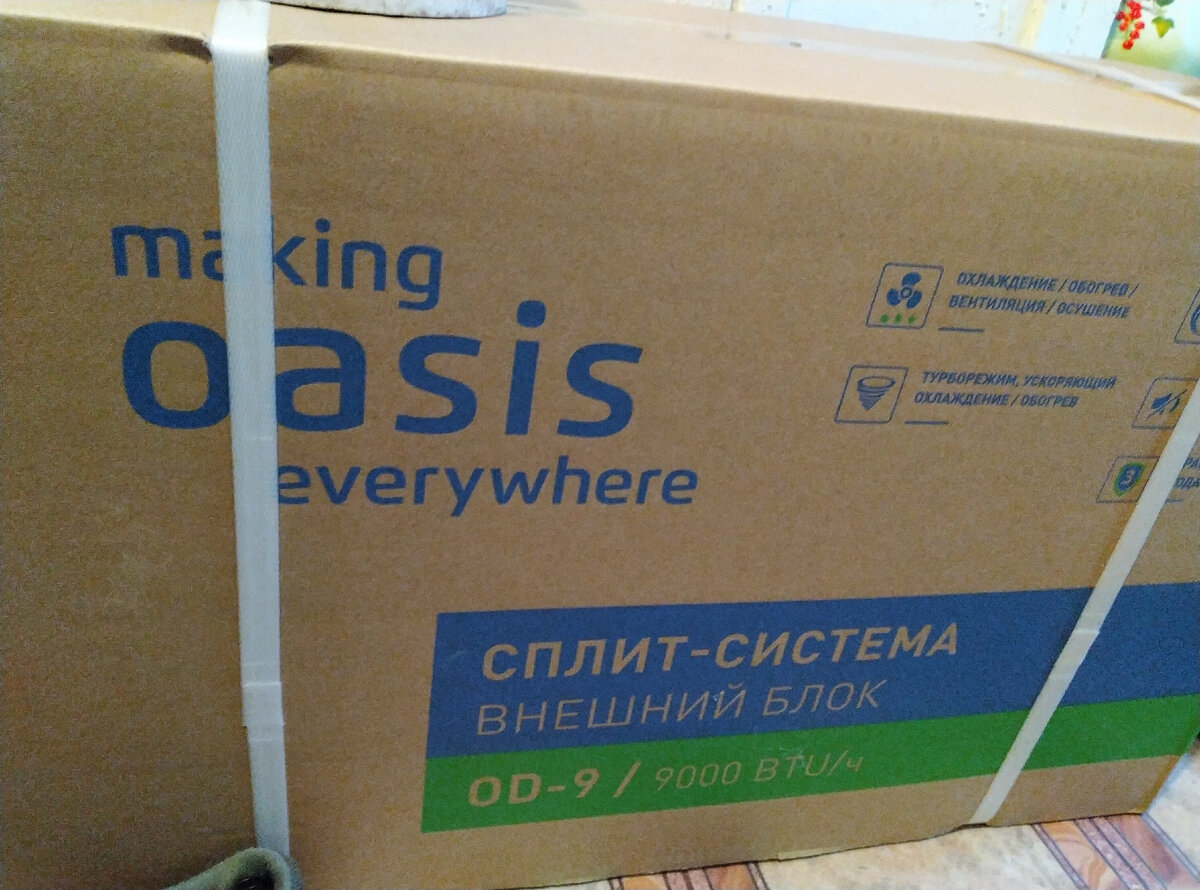 making
oasis
everywhere
ОХЛАЖДЕНИЕ / ОБОГРЕВ /
ВЕНТИЛЯЦИЯ / ОСУШЕНИЕ
ТУРБОРЕЖИМ, УСКОРЯЮЩИЙ
ОХЛАЖДЕНИЕ / ОБОГРЕВ
3
СПЛИТ-СИСТЕМА
ВНЕШНИЙ БЛОК
OD-9 / 9000 BTU/ч